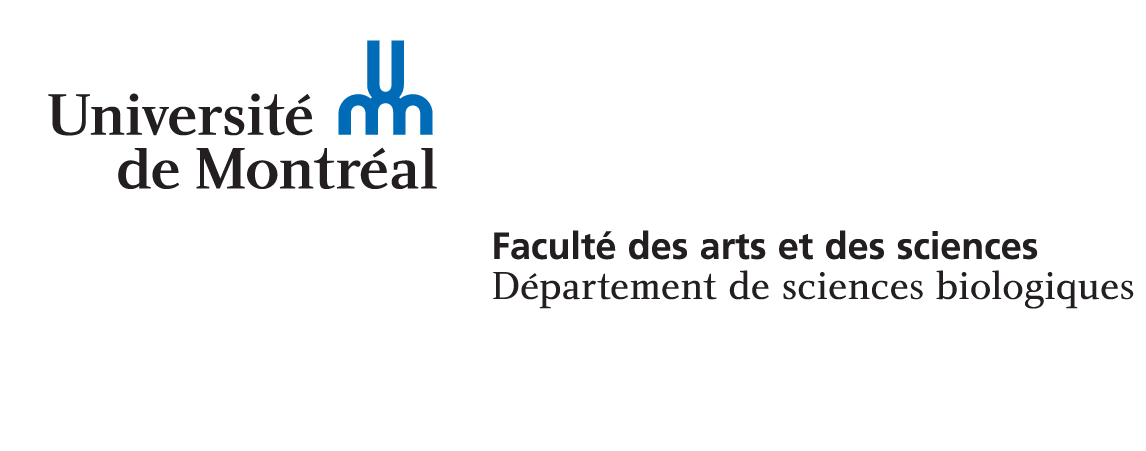 Université
de Montréal
Faculté des arts et des sciences
Département de sciences biologiques